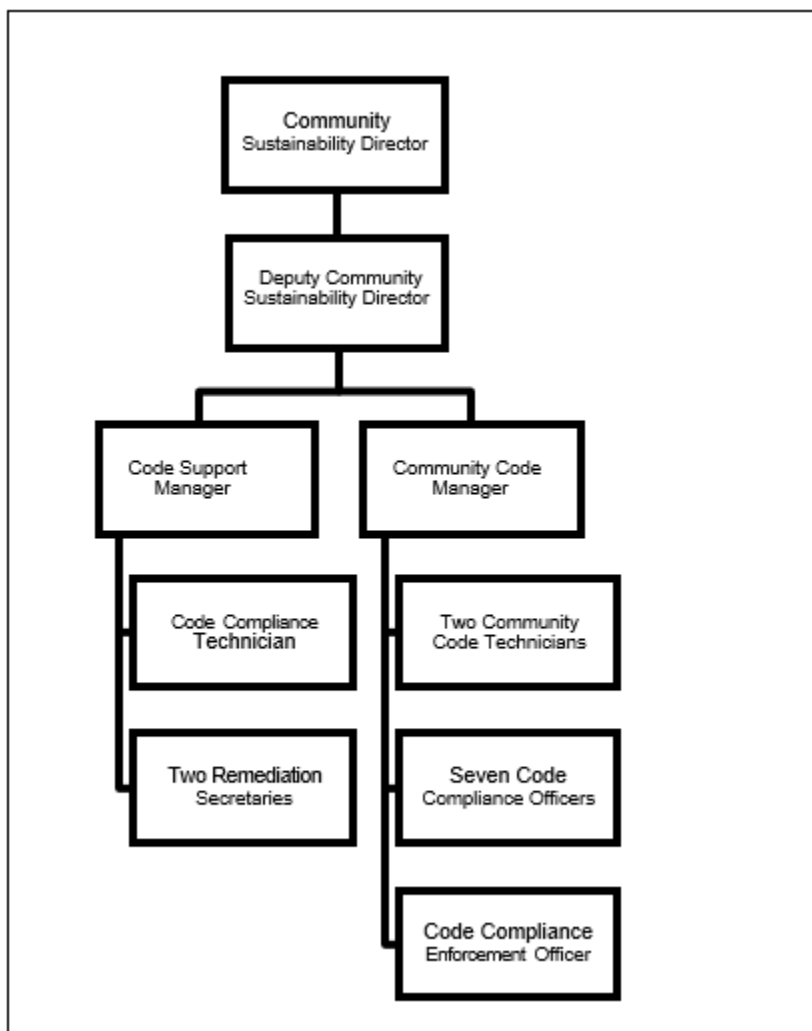 Community
Sustainability Director
Deputy Community
Sustainability Director
Code Support
Manager
Community Code
Manager
Code Compliance
Technician
Two Community
Code Technicians
Two Remediation
Secretaries
Seven Code
Compliance Officers
Code Compliance
Enforcement Officer